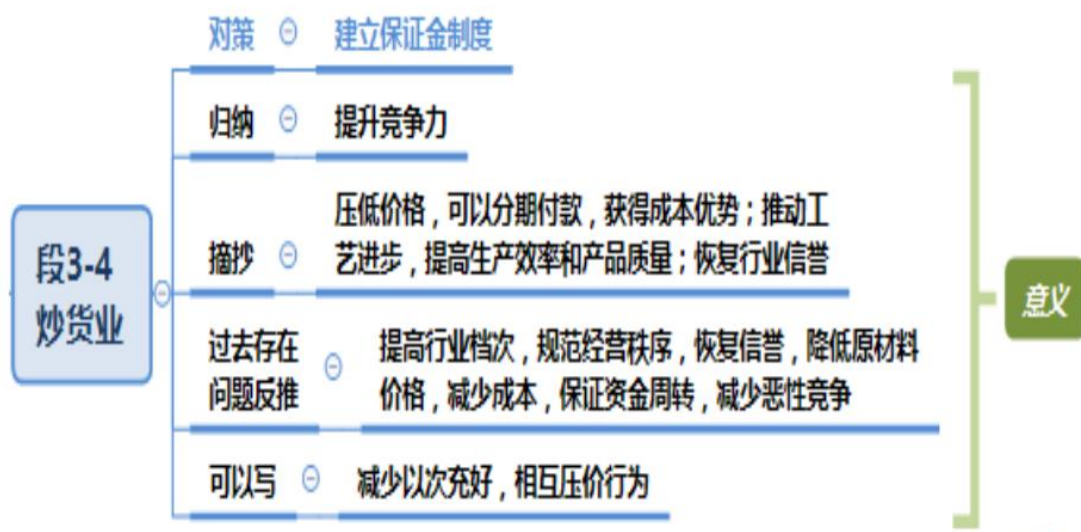 对策 建立保证金制度
归纳 提升竞争力
压低价格，可以分期付款，获得成本优势；推动工
摘抄 艺进步，提高生产效率和产品质量；恢复行业信誉
段3-4
炒货业
意义
过去存在 提高行业档次，规范经营秩序，恢复信誉，降低原材料
问题反推 价格，减少成本，保证资金周转，减少恶性竞争
可以写 减少以次充好，相互压价行为